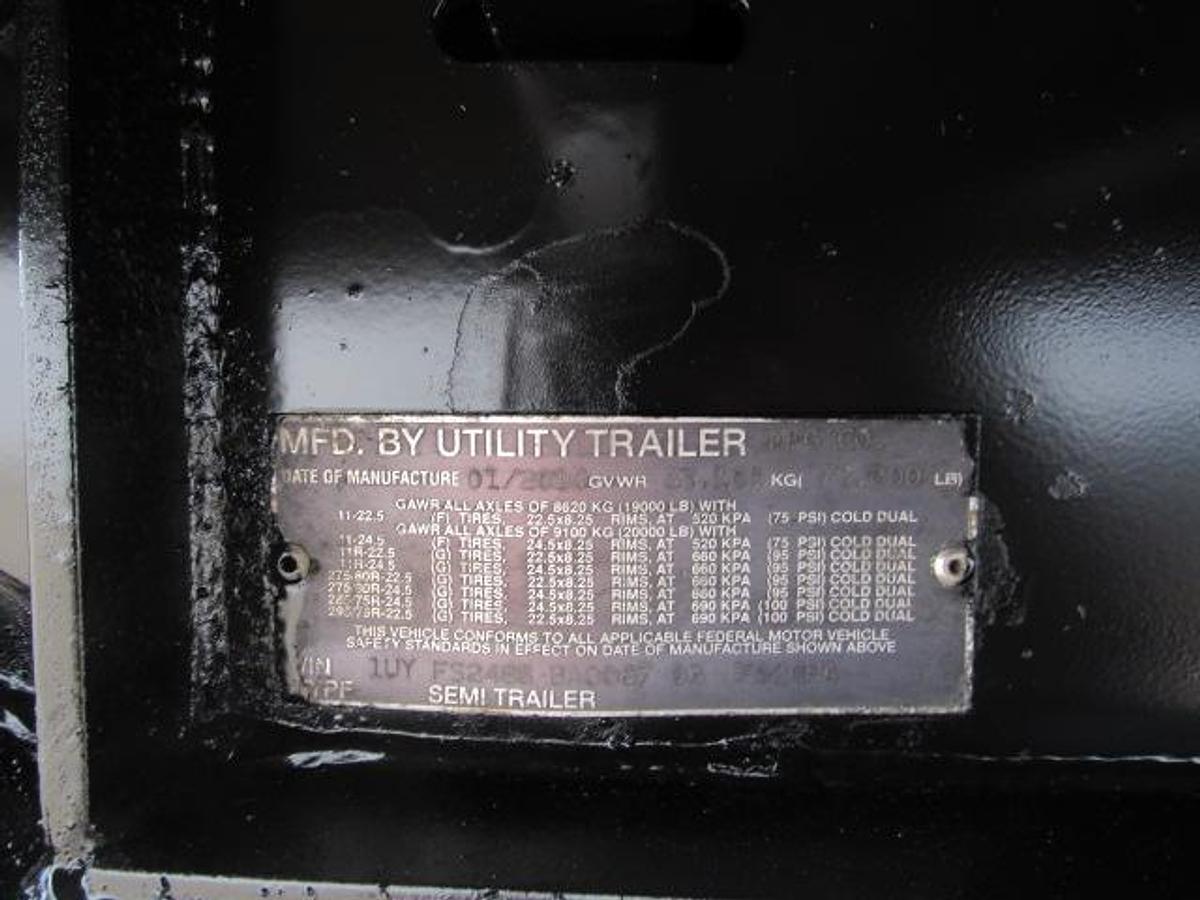 MFD. BY UTILITY TRAILER
DATE OF MANUFACTURE GVWR KG( LB)
GAWR ALL AXLES OF 8620 KG (19000 LB) WITH
11-22.5 (F) TIRES, 22.5x8.25 RIMS, AT 520 KPA (75 PSI) COLD DUAL
GAWR ALL AXLES OF 9100 KG (20000 LB) WITH
11-24.5 (F) TIRES, 24.5x8.25 RIMS, AT 520 KPA (75 PSI) COLD DUAL
11R-22.5 (G) TIRES, 22.5x8.25 RIMS, AT 660 KPA (95 PSI) COLD DUAL
11R-24.5 (G) TIRES, 24.5x8.25 RIMS, AT 660 KPA (95 PSI) COLD DUAL
275/80R-22.5 (G) TIRES, 22.5x8.25 RIMS, AT 660 KPA (95 PSI) COLD DUAL
275/80R-24.5 (G) TIRES, 24.5x8.25 RIMS, AT 660 KPA (95 PSI) COLD DUAL
(G) TIRES, 24.5x8.25 RIMS, AT 690 KPA (100 PSI) COLD DUAL
(G) TIRES, 22.5x8.25 RIMS, AT 690 KPA (100 PSI) COLD DUAL
THIS VEHICLE CONFORMS TO ALL APPLICABLE FEDERAL MOTOR VEHICLE
SAFETY STANDARDS IN EFFECT ON DATE OF MANUFACTURE SHOWN ABOVE
VIN 1UY
TYPE SEMI TRAILER